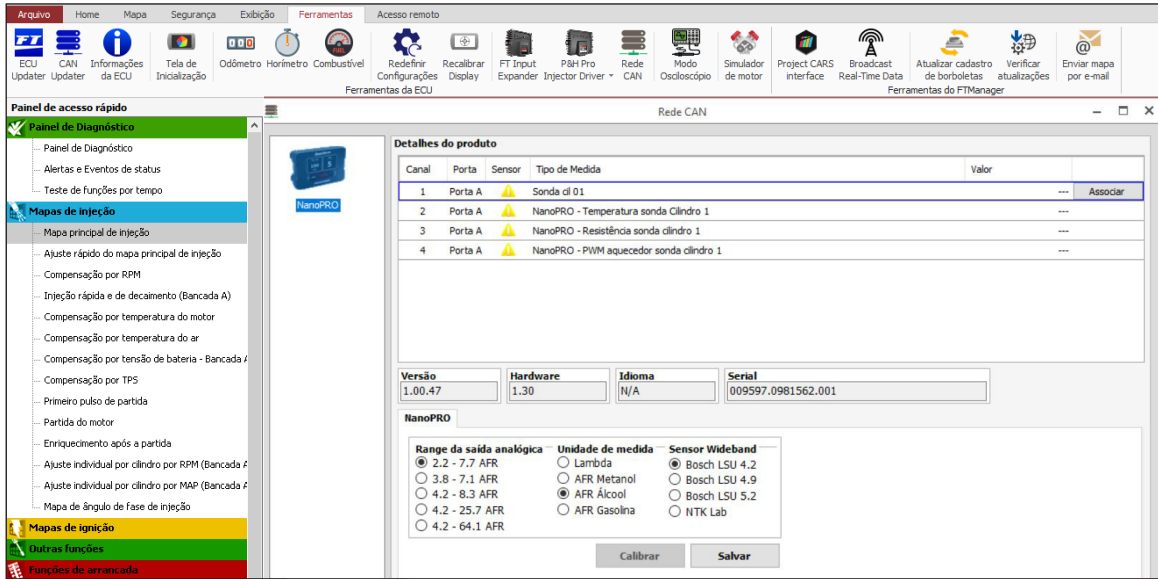 Arquivo Home Mapa Segurança Exibição Ferramentas Acesso remoto
FT
ECU Updater
CAN Updater
Informações da ECU
Tela de Inicialização
Odômetro
Horímetro
Combustível
Redefinir Configurações
Recalibrar Display
FT Input Expander
P&H Pro Injector Driver
Rede CAN
Modo Osciloscópio
Simulador de motor
Project CARS interface
Broadcast Real-Time Data
Atualizar cadastro de borboletas
Verificar atualizações
Enviar mapa por e-mail
Ferramentas da ECU
Ferramentas do FTManager
Painel de acesso rápido
Painel de Diagnóstico
Painel de Diagnóstico
Alertas e Eventos de status
Teste de funções por tempo
Mapas de injeção
Mapa principal de injeção
Ajuste rápido do mapa principal de injeção
Compensação por RPM
Injeção rápida e de decaimento (Bancada A)
Compensação por temperatura do motor
Compensação por temperatura do ar
Compensação por tensão de bateria - Bancada A
Compensação por TPS
Primeiro pulso de partida
Partida do motor
Enriquecimento após a partida
Ajuste individual por cilindro por RPM (Bancada A
Ajuste individual por cilindro por MAP (Bancada A
Mapa de ângulo de fase de injeção
Mapas de ignição
Outras funções
Funções de arrancada
Rede CAN
NanoPRO
Detalhes do produto
Canal Porta Sensor Tipo de Medida Valor
1 Porta A Sonda cil 01 --- Associar
2 Porta A NanoPRO - Temperatura sonda Cilindro 1 ---
3 Porta A NanoPRO - Resistência sonda cilindro 1 ---
4 Porta A NanoPRO - PWM aquecedor sonda cilindro 1 ---
Versão Hardware Idioma Serial
1.00.47 1.30 N/A 009597.0981562.001
NanoPRO
Range da saída analógica Unidade de medida Sensor Wideband
2.2 - 7.7 AFR Lambda Bosch LSU 4.2
3.8 - 7.1 AFR AFR Metanol Bosch LSU 4.9
4.2 - 8.3 AFR AFR Álcool Bosch LSU 5.2
4.2 - 25.7 AFR AFR Gasolina NTK Lab
4.2 - 64.1 AFR
Calibrar Salvar